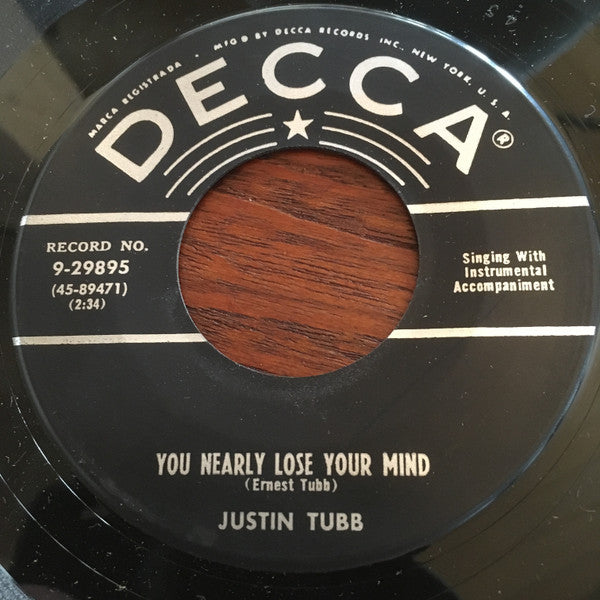 MARCA REGISTRADA • MFG ® BY DECCA RECORDS INC. NEW YORK, U.S.A.
DECCA ®
RECORD NO.
9-29895
(45-89471)
(2:34)
Singing With
Instrumental
Accompaniment
YOU NEARLY LOSE YOUR MIND
(Ernest Tubb)
JUSTIN TUBB